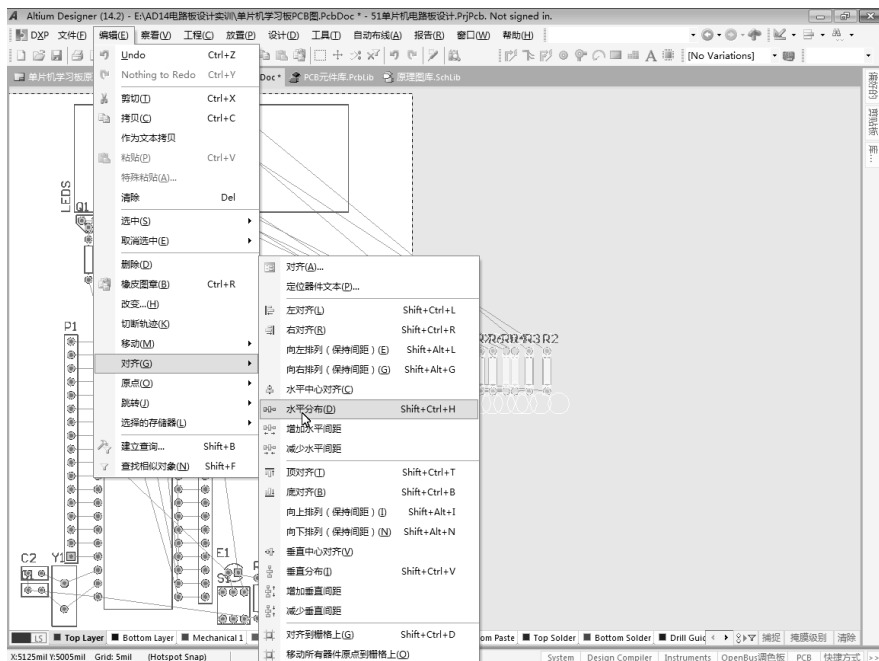 Altium Designer (14.2) - E:\AD14电路板设计实训\单片机学习板PCB图.PcbDoc * - 51单片机电路板设计.PrjPcb. Not signed in.
DXP 文件(F) 编辑(E) 察看(V) 工程(C) 放置(P) 设计(D) 工具(T) 自动布线(A) 报告(R) 窗口(W) 帮助(H)
[No Variations]
单片机学习板原 Doc * PCB元件库.PcbLib 原理图库.SchLib
Undo Ctrl+Z
Nothing to Redo Ctrl+Y
剪切(T) Ctrl+X
拷贝(C) Ctrl+C
作为文本拷贝
粘贴(P) Ctrl+V
特殊粘贴(A)...
清除 Del
选中(S)
取消选中(E)
删除(D)
橡皮图章(B) Ctrl+R
改变...(H)
切断轨迹(K)
移动(M)
对齐(G)
原点(O)
跳转(J)
选择的存储器(L)
建立查询... Shift+B
查找相似对象(N) Shift+F
对齐(A)...
定位器件文本(P)...
左对齐(L) Shift+Ctrl+L
右对齐(R) Shift+Ctrl+R
向左排列(保持间距)(E) Shift+Alt+L
向右排列(保持间距)(G) Shift+Alt+G
水平中心对齐(C)
水平分布(D) Shift+Ctrl+H
增加水平间距
减少水平间距
顶对齐(T) Shift+Ctrl+T
底对齐(B) Shift+Ctrl+B
向上排列(保持间距)(I) Shift+Alt+I
向下排列(保持间距)(N) Shift+Alt+N
垂直中心对齐(V)
垂直分布(I) Shift+Ctrl+V
增加垂直间距
减少垂直间距
对齐到栅格上(G) Shift+Ctrl+D
移动所有器件原点到栅格上(O)
LEDS
Q1
P1
R3 R2
C2 Y1
E1
S1
LS Top Layer Bottom Layer Mechanical 1 om Paste Top Solder Bottom Solder Drill Guid 捕捉 掩膜级别 清除
X:5125mil Y:5005mil Grid: 5mil (Hotspot Snap) System Design Compiler Instruments OpenBus调色板 PCB 快捷方式 >>